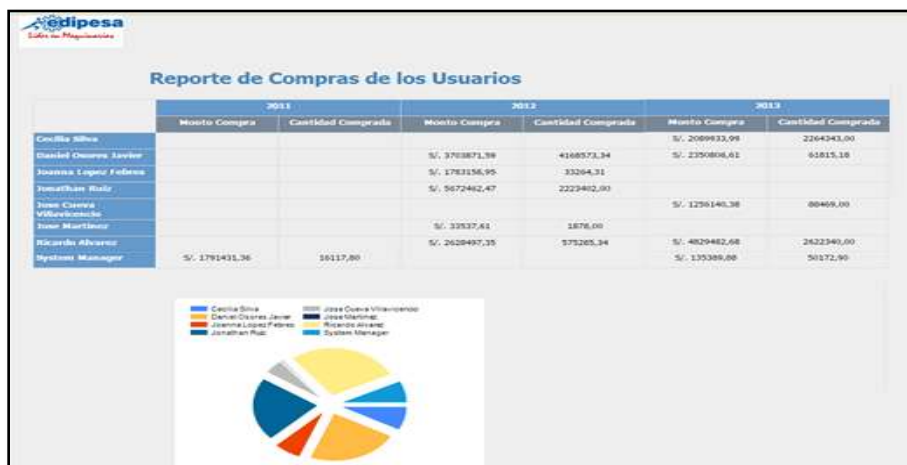 edipesa
Líder en Maquinarias
Reporte de Compras de los Usuarios
2011 2012 2013
Monto Compra Cantidad Comprada Monto Compra Cantidad Comprada Monto Compra Cantidad Comprada
Cecilia Silva S/. 2089933,99 2264343,00
Daniel Osores Javier S/. 3703871,59 4168573,34 S/. 2350806,61 61815,18
Joanna Lopez Febres S/. 1783158,95 33264,31
Jonathan Ruiz S/. 5672462,47 2223402,00
Jose Cueva S/. 1256140,38 88469,00
Villavicencio
Jose Martinez S/. 33537,61 1878,00
Ricardo Alvarez S/. 2628497,35 575285,34 S/. 4829482,68 2622340,00
System Manager S/. 1791431,36 16117,80 S/. 135389,88 50172,90
Cecilia Silva Jose Cueva Villavicencio
Daniel Osores Javier Jose Martinez
Joanna Lopez Febres Ricardo Alvarez
Jonathan Ruiz System Manager